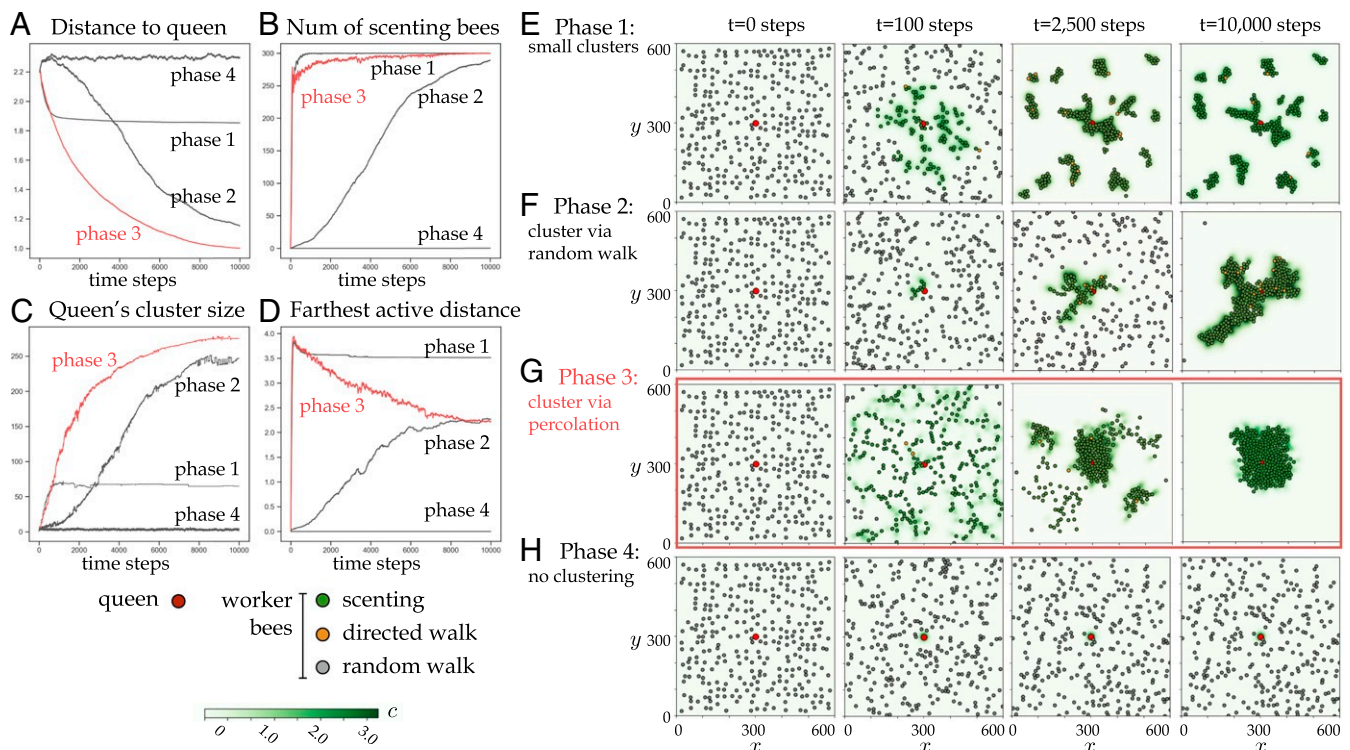 A Distance to queen
2.2
2.0
1.8
1.6
1.4
1.2
1.0
phase 4
phase 1
phase 2
phase 3
0 2000 4000 6000 8000 10000
time steps
B Num of scenting bees
300
250
200
150
100
50
0
phase 1
phase 3
phase 2
phase 4
0 2000 4000 6000 8000 10000
time steps
C Queen's cluster size
250
200
150
100
50
0
phase 3
phase 2
phase 1
phase 4
0 2000 4000 6000 8000 10000
time steps
D Farthest active distance
4.0
3.5
3.0
2.5
2.0
1.5
1.0
0.5
0.0
phase 1
phase 3
phase 2
phase 4
0 2000 4000 6000 8000 10000
time steps
queen
worker
bees
scenting
directed walk
random walk
c
0 1.0 2.0 3.0
t=0 steps t=100 steps t=2,500 steps t=10,000 steps
E Phase 1:
small clusters
600
y 300
0
F Phase 2:
cluster via
random walk
600
y 300
0
G Phase 3:
cluster via
percolation
600
y 300
0
H Phase 4:
no clustering
600
y 300
0
0 300 600 0 300 600 0 300 600 0 300 600
x x x x